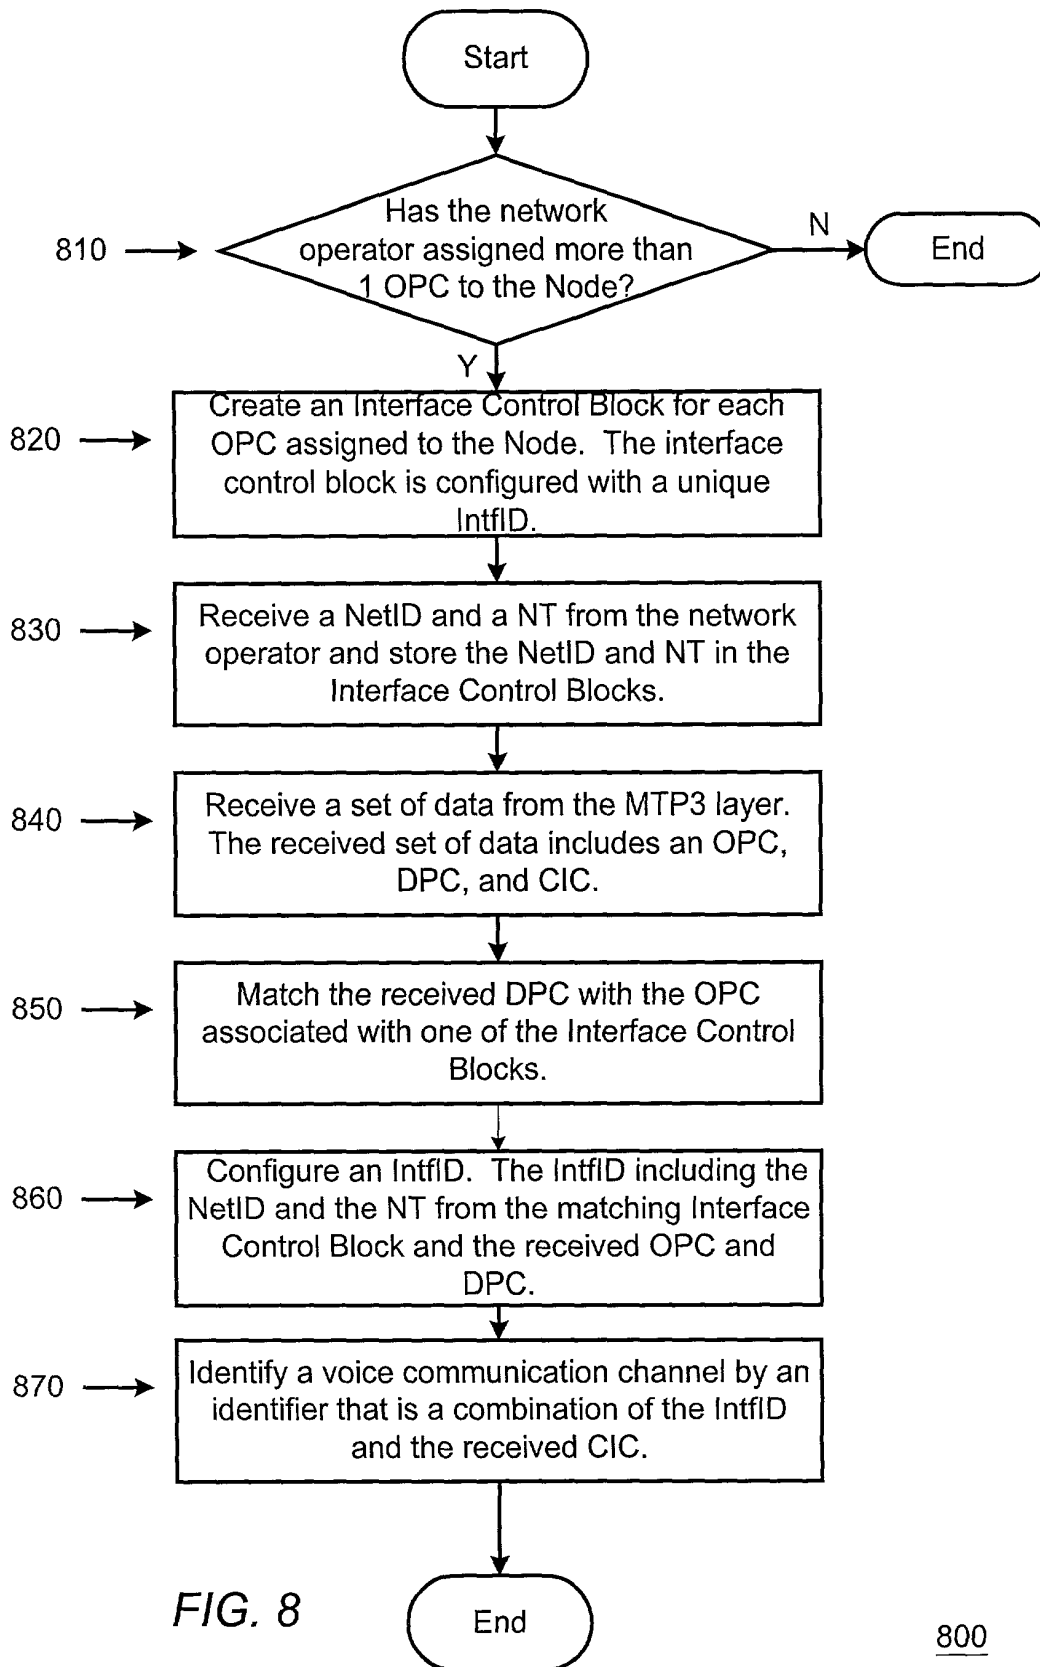 Start
Has the network
operator assigned more than
1 OPC to the Node?
810
N
End
Y
Create an Interface Control Block for each
OPC assigned to the Node. The interface
control block is configured with a unique
IntfID.
820
Receive a NetID and a NT from the network
operator and store the NetID and NT in the
Interface Control Blocks.
830
Receive a set of data from the MTP3 layer.
The received set of data includes an OPC,
DPC, and CIC.
840
Match the received DPC with the OPC
associated with one of the Interface Control
Blocks.
850
Configure an IntfID. The IntfID including the
NetID and the NT from the matching Interface
Control Block and the received OPC and
DPC.
860
Identify a voice communication channel by an
identifier that is a combination of the IntfID
and the received CIC.
870
End
FIG. 8
800